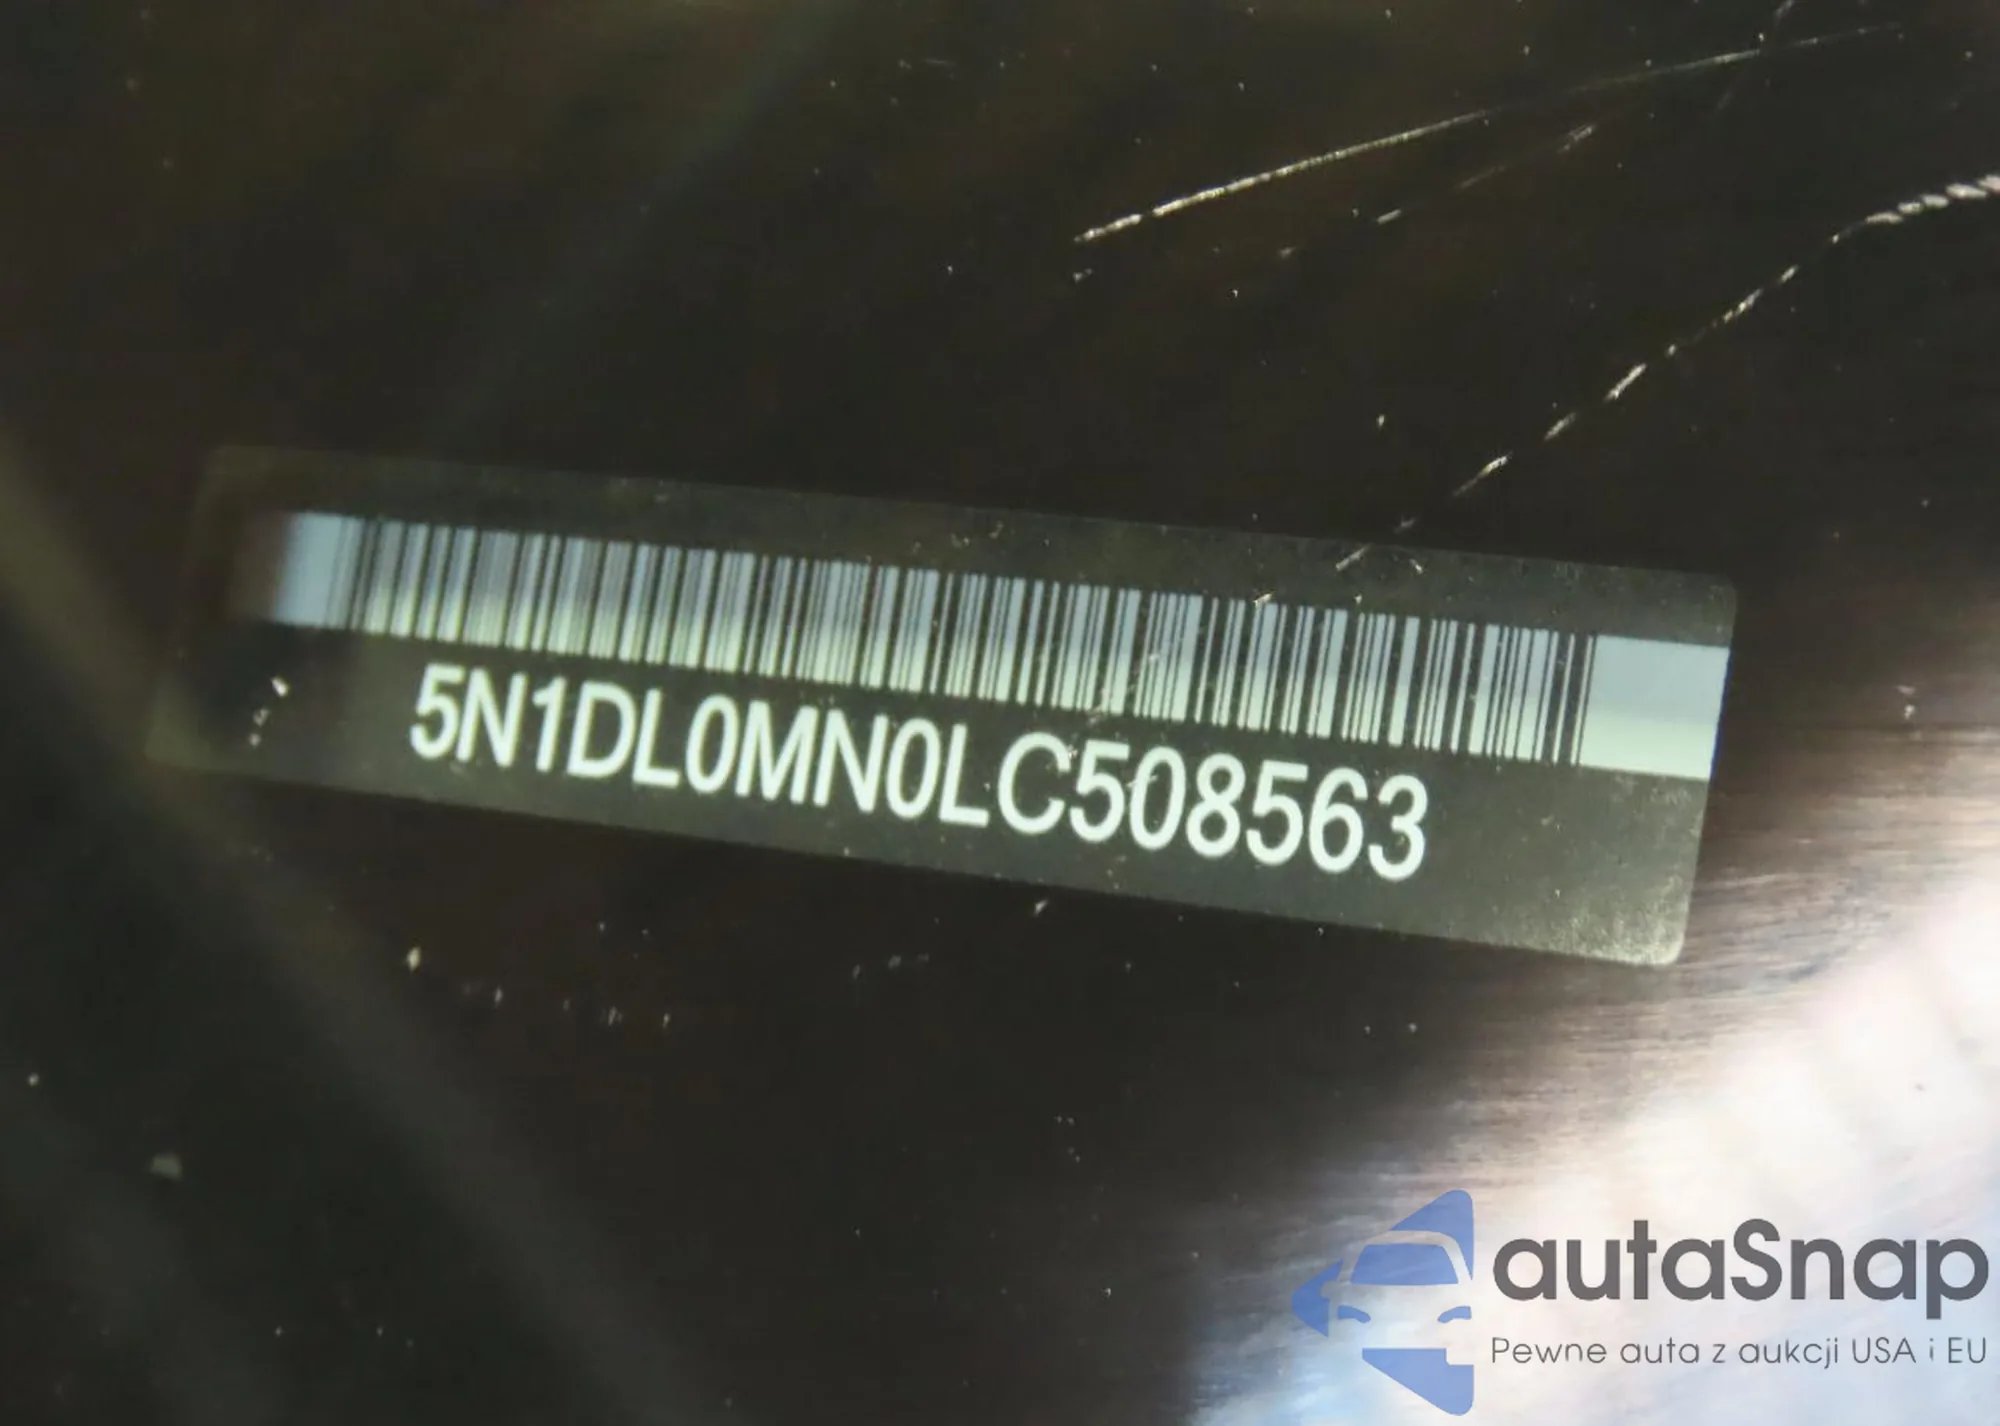 5N1DL0MN0LC508563
autaSnap
Pewne auta z aukcji USA i EU